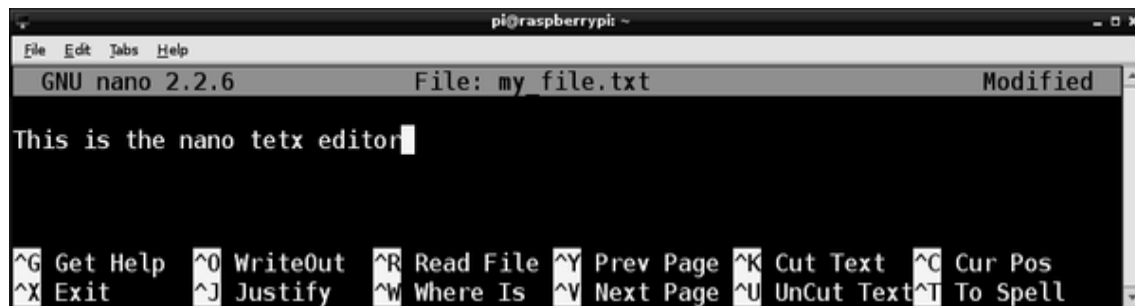 pi@raspberrypi: ~
File Edit Tabs Help
GNU nano 2.2.6 File: my_file.txt Modified
This is the nano tetx editor
^G Get Help ^O WriteOut ^R Read File ^Y Prev Page ^K Cut Text ^C Cur Pos
^X Exit ^J Justify ^W Where Is ^V Next Page ^U UnCut Text ^T To Spell